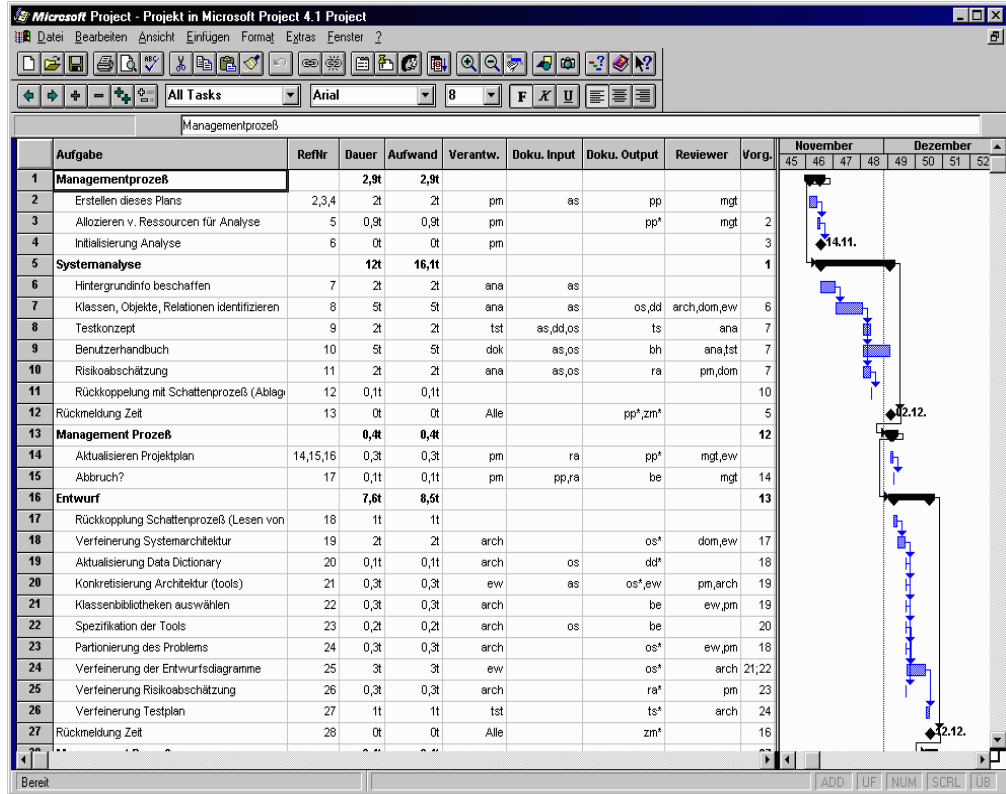 Microsoft Project - Projekt in Microsoft Project 4.1 Project
Datei Bearbeiten Ansicht Einfügen Format Extras Fenster ?
All Tasks Arial 8 F K U
Managementprozeß
Aufgabe RefNr Dauer Aufwand Verantw. Doku. Input Doku. Output Reviewer Vorg. November Dezember
45 46 47 48 49 50 51 52
1 Managementprozeß 2,9t 2,9t
2 Erstellen dieses Plans 2,3,4 2t 2t pm as pp mgt
3 Allozieren v. Ressourcen für Analyse 5 0,9t 0,9t pm pp* mgt 2
4 Initialisierung Analyse 6 0t 0t pm 3 14.11.
5 Systemanalyse 12t 16,1t 1
6 Hintergrundinfo beschaffen 7 2t 2t ana as
7 Klassen, Objekte, Relationen identifizieren 8 5t 5t ana as os,dd arch,dom,ew 6
8 Testkonzept 9 2t 2t tst as,dd,os ts ana 7
9 Benutzerhandbuch 10 5t 5t dok as,os bh ana,tst 7
10 Risikoabschätzung 11 2t 2t ana as,os ra pm,dom 7
11 Rückkoppelung mit Schattenprozeß (Ablage 12 0,1t 0,1t 10
12 Rückmeldung Zeit 13 0t 0t Alle pp*,zm* 5 02.12.
13 Management Prozeß 0,4t 0,4t 12
14 Aktualisieren Projektplan 14,15,16 0,3t 0,3t pm ra pp* mgt,ew
15 Abbruch? 17 0,1t 0,1t pm pp,ra be mgt 14
16 Entwurf 7,6t 8,5t 13
17 Rückkopplung Schattenprozeß (Lesen von 18 1t 1t
18 Verfeinerung Systemarchitektur 19 2t 2t arch os* dom,ew 17
19 Aktualisierung Data Dictionary 20 0,1t 0,1t arch os dd* 18
20 Konkretisierung Architektur (tools) 21 0,3t 0,3t ew as os*,ew pm,arch 19
21 Klassenbibliotheken auswählen 22 0,3t 0,3t arch be ew,pm 19
22 Spezifikation der Tools 23 0,2t 0,2t arch os be 20
23 Partionierung des Problems 24 0,3t 0,3t arch os* ew,pm 18
24 Verfeinerung der Entwurfsdiagramme 25 3t 3t ew os* arch 21;22
25 Verfeinerung Risikoabschätzung 26 0,3t 0,3t arch ra* pm 23
26 Verfeinerung Testplan 27 1t 1t tst ts* arch 24
27 Rückmeldung Zeit 28 0t 0t Alle zm* 16 12.12.
Bereit ADD UF NUM SCRL ÜB